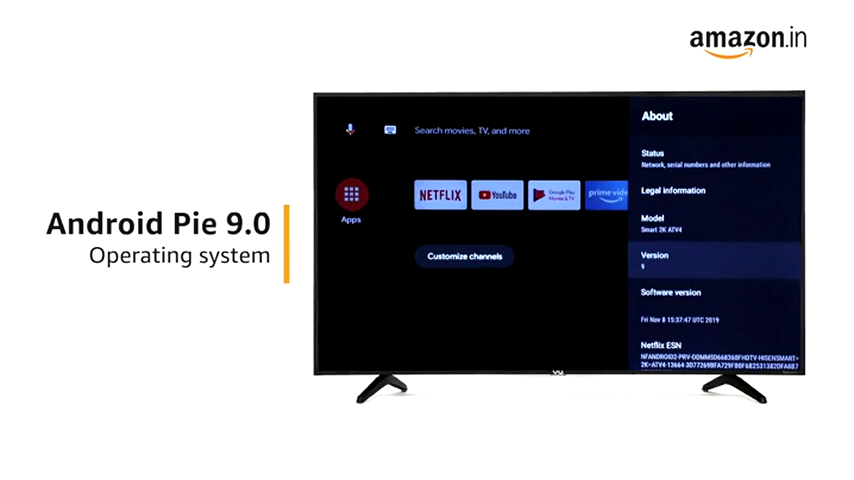 amazon.in
Android Pie 9.0
Operating system
Search movies, TV, and more
Apps
NETFLIX
YouTube
Google Play
Movies & TV
prime video
Customize channels
About
Status
Network, serial numbers and other information
Legal information
Model
Smart 2K ATV4
Version
9
Software version
Fri Nov 8 15:37:47 UTC 2019
Netflix ESN
VU